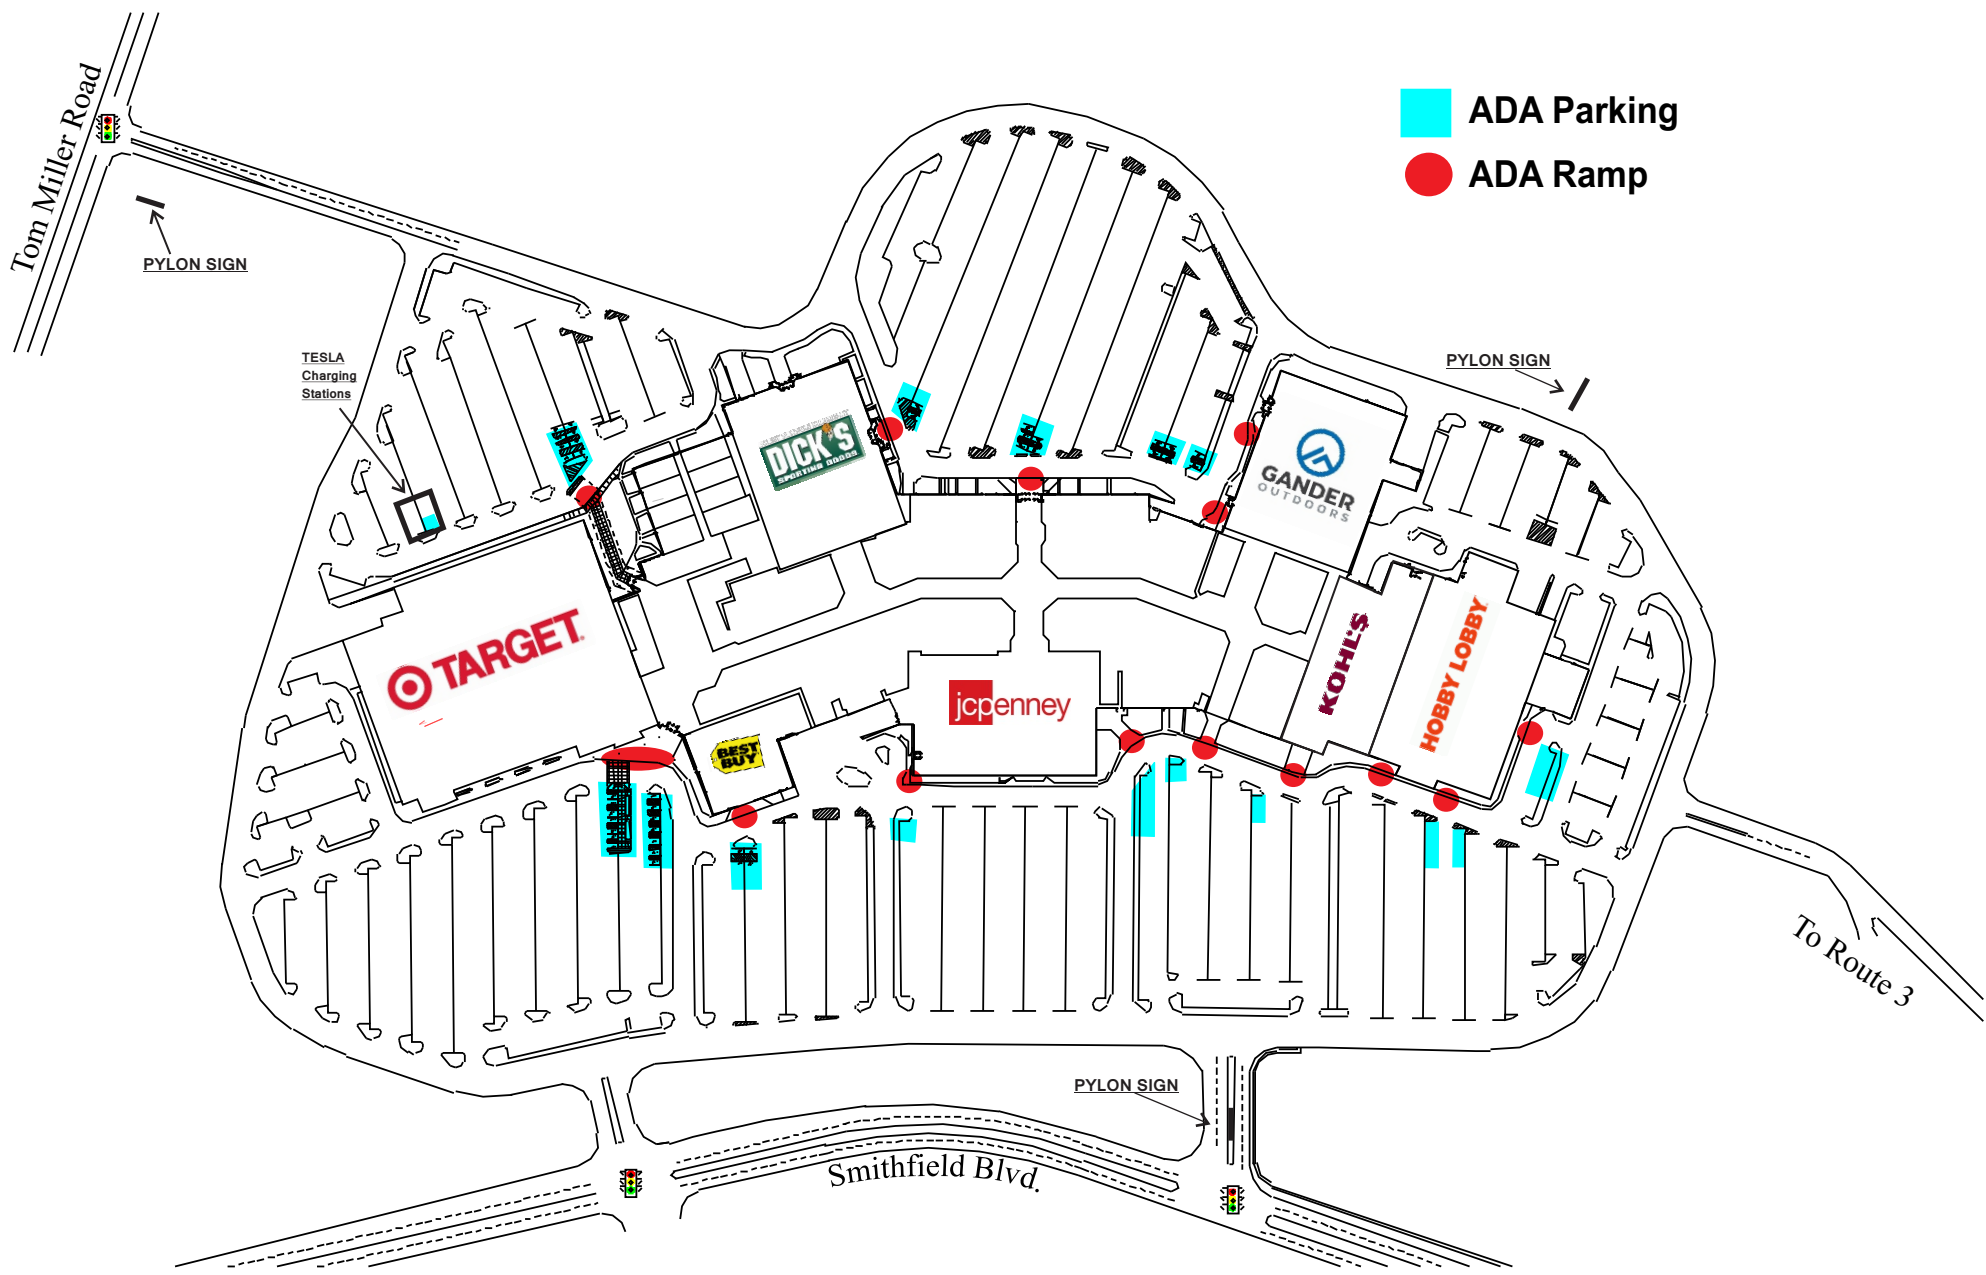 ADA Parking
ADA Ramp
Tom Miller Road
PYLON SIGN
TESLA
Charging
Stations
PYLON SIGN
DICK'S
SPORTING GOODS
GANDER
OUTDOORS
TARGET
KOHL'S
HOBBY LOBBY
jcpenney
BEST
BUY
To Route 3
PYLON SIGN
Smithfield Blvd.